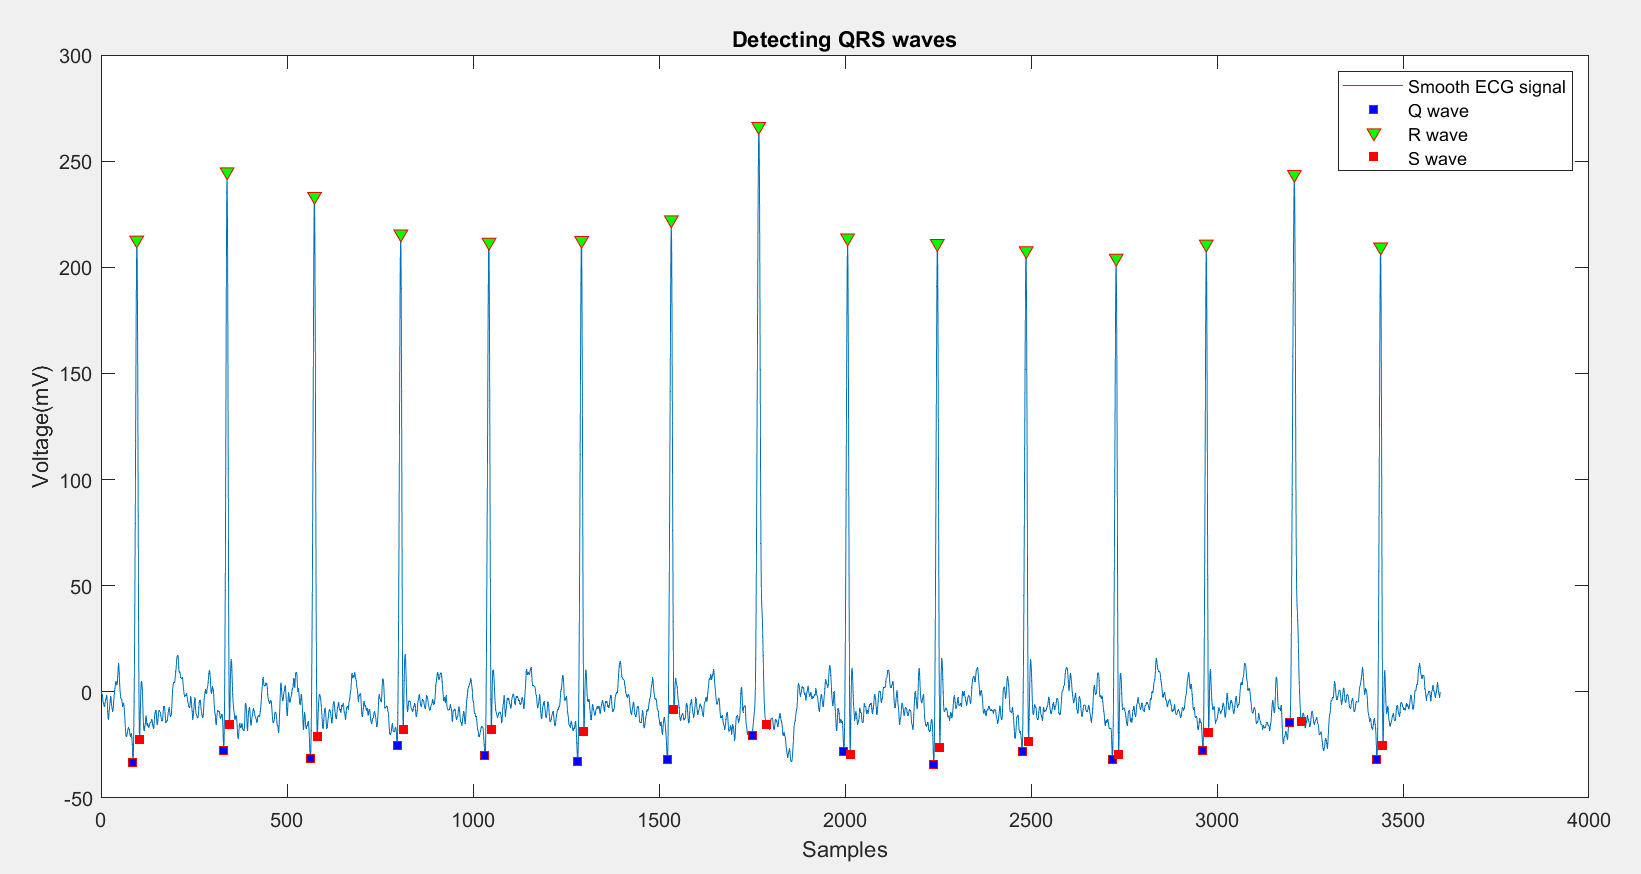 Detecting QRS waves
300
250
200
150
100
50
0
-50
Voltage(mV)
Smooth ECG signal
Q wave
R wave
S wave
0 500 1000 1500 2000 2500 3000 3500 4000
Samples